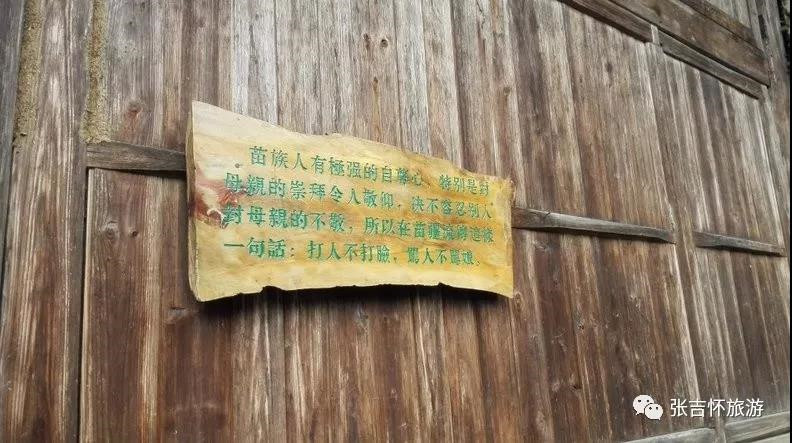 苗族人有極强的自尊心，特别是對
母親的崇拜令人敬仰，决不容忍别人
對母親的不敬，所以在苗疆流傳這樣
一句話：打人不打臉，駡人不駡娘。
张吉怀旅游